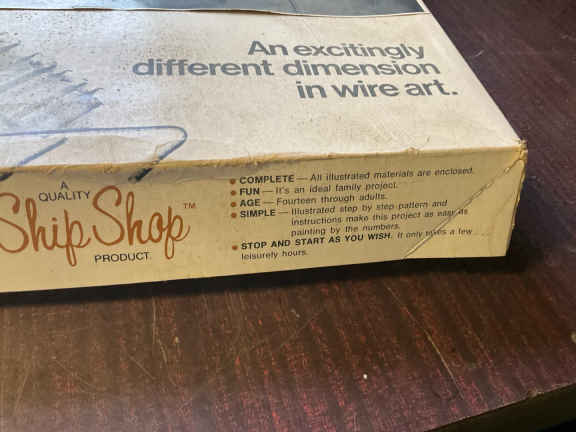 An excitingly
different dimension
in wire art.
A
QUALITY
Ship Shop™
PRODUCT.
• COMPLETE — All illustrated materials are enclosed.
• FUN — It's an ideal family project.
• AGE — Fourteen through adults.
• SIMPLE — Illustrated step by step pattern and
instructions make this project as easy as
painting by the numbers.
• STOP AND START AS YOU WISH. It only takes a few
leisurely hours.